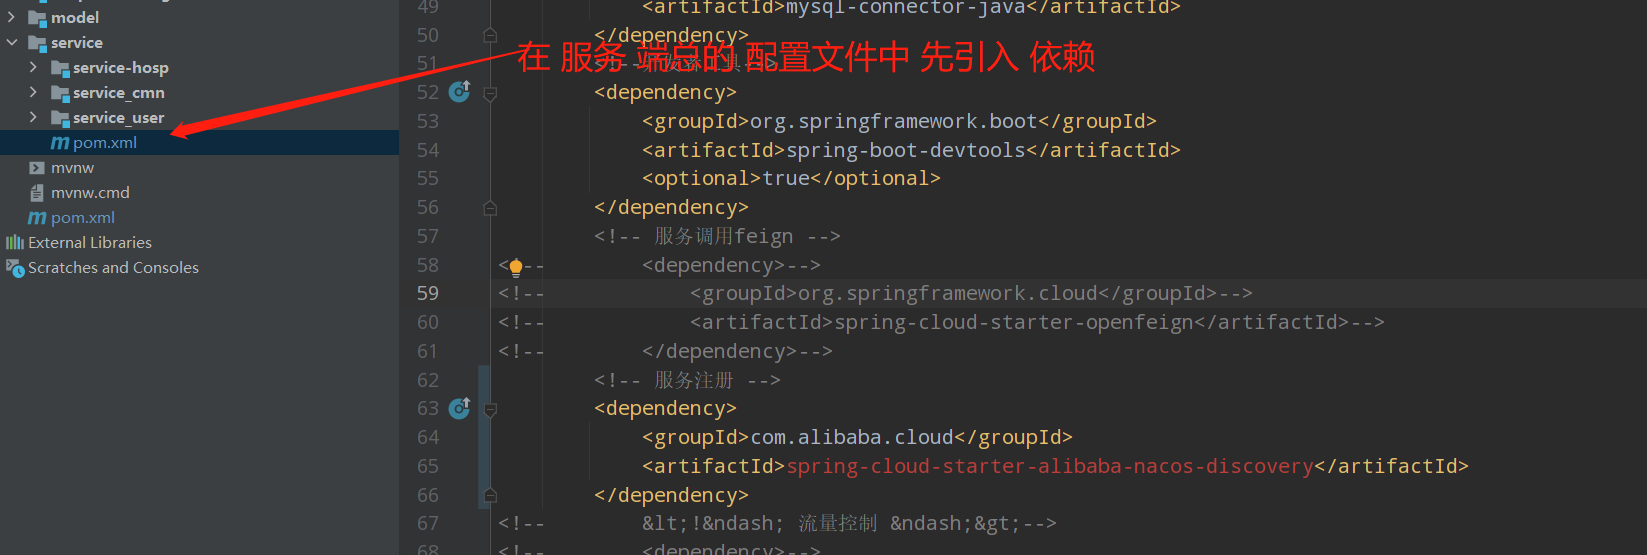 model
service
service-hosp
service_cmn
service_user
pom.xml
mvnw
mvnw.cmd
pom.xml
External Libraries
Scratches and Consoles
在 服务 端总的 配置文件中 先引入 依赖
49 <artifactId>mysql-connector-java</artifactId>
50 </dependency>
51 <!-- 具-->
52 <dependency>
53 <groupId>org.springframework.boot</groupId>
54 <artifactId>spring-boot-devtools</artifactId>
55 <optional>true</optional>
56 </dependency>
57 <!-- 服务调用feign -->
58 <!-- <dependency>-->
59 <!-- <groupId>org.springframework.cloud</groupId>-->
60 <!-- <artifactId>spring-cloud-starter-openfeign</artifactId>-->
61 <!-- </dependency>-->
62 <!-- 服务注册 -->
63 <dependency>
64 <groupId>com.alibaba.cloud</groupId>
65 <artifactId>spring-cloud-starter-alibaba-nacos-discovery</artifactId>
66 </dependency>
67 <!-- &lt;!&ndash; 流量控制 &ndash;&gt;-->
68 <!-- <dependency>-->